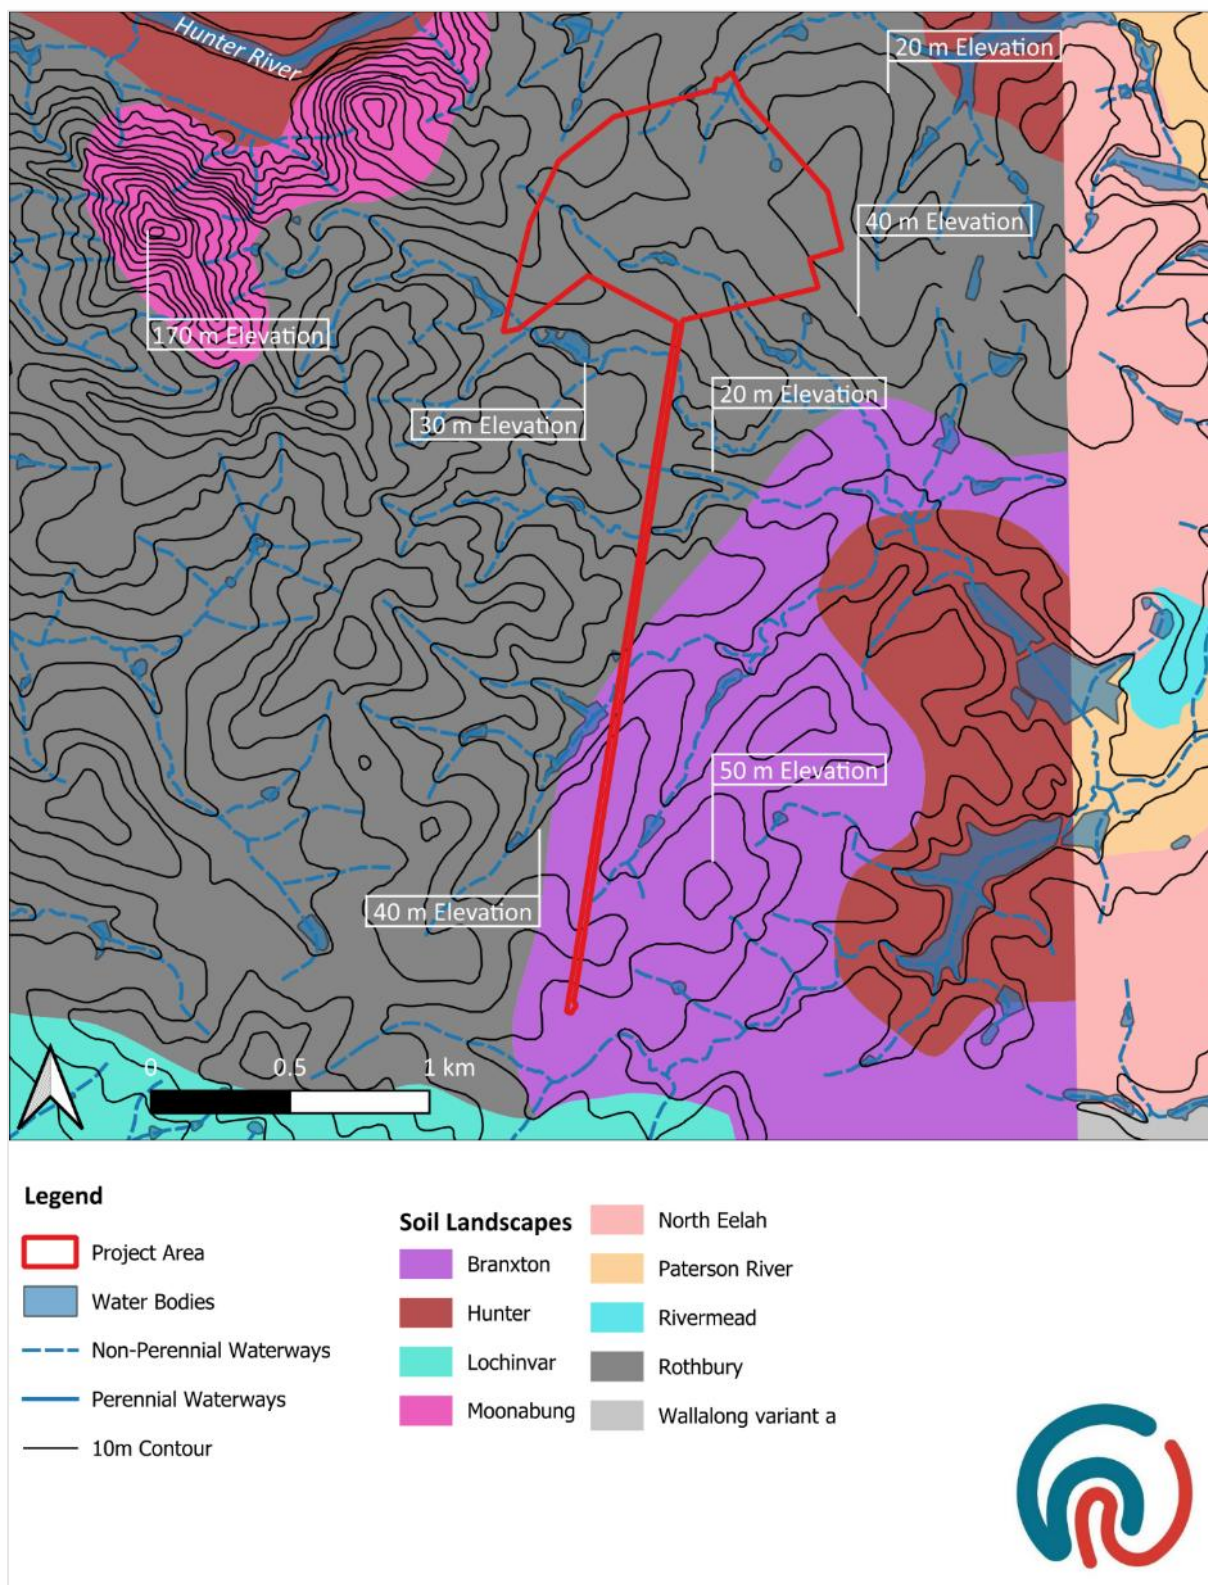 Hunter River
20 m Elevation
40 m Elevation
170 m Elevation
20 m Elevation
30 m Elevation
50 m Elevation
40 m Elevation
0 0.5 1 km
Legend
Project Area
Water Bodies
Non-Perennial Waterways
Perennial Waterways
10m Contour
Soil Landscapes
Branxton
Hunter
Lochinvar
Moonabung
North Eelah
Paterson River
Rivermead
Rothbury
Wallalong variant a